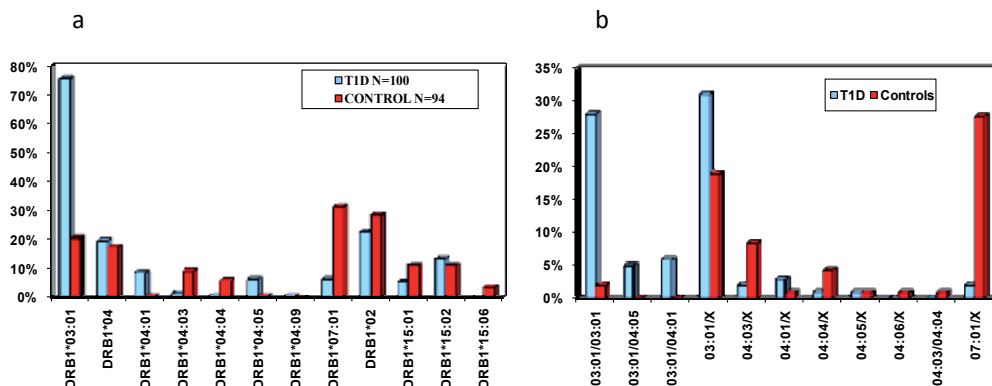 a
b
80%
70%
60%
50%
40%
30%
20%
10%
0%
T1D N=100
CONTROL N=94
DRB1*03:01
DRB1*04
DRB1*04:01
DRB1*04:03
DRB1*04:04
DRB1*04:05
DRB1*04:09
DRB1*07:01
DRB1*02
DRB1*15:01
DRB1*15:02
DRB1*15:06
35%
30%
25%
20%
15%
10%
5%
0%
T1D Controls
03:01/03:01
03:01/04:05
03:01/04:01
03:01/X
04:03/X
04:01/X
04:04/X
04:05/X
04:06/X
04:03/04:04
07:01/X